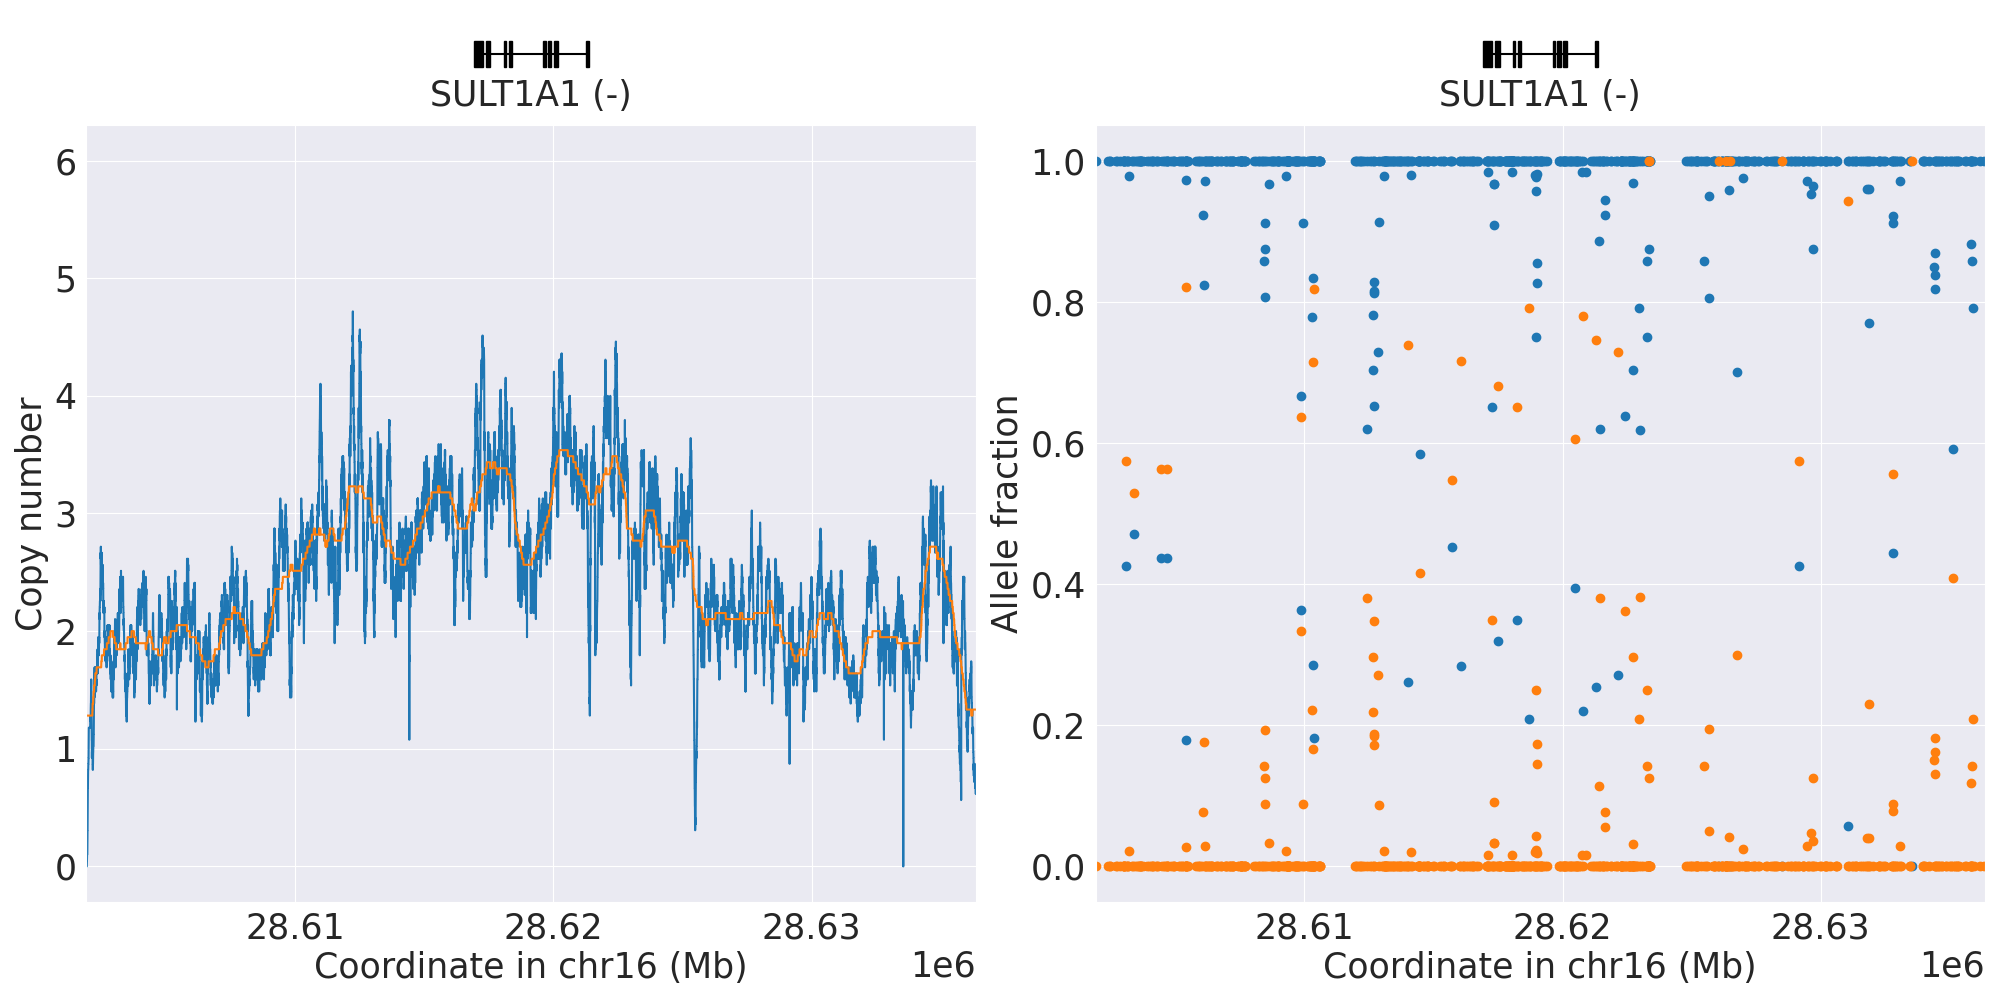 SULT1A1 (-)
6
5
4
3
2
1
0
Copy number
28.61
28.62
28.63
Coordinate in chr16 (Mb)
1e6
SULT1A1 (-)
1.0
0.8
0.6
0.4
0.2
0.0
Allele fraction
28.61
28.62
28.63
Coordinate in chr16 (Mb)
1e6